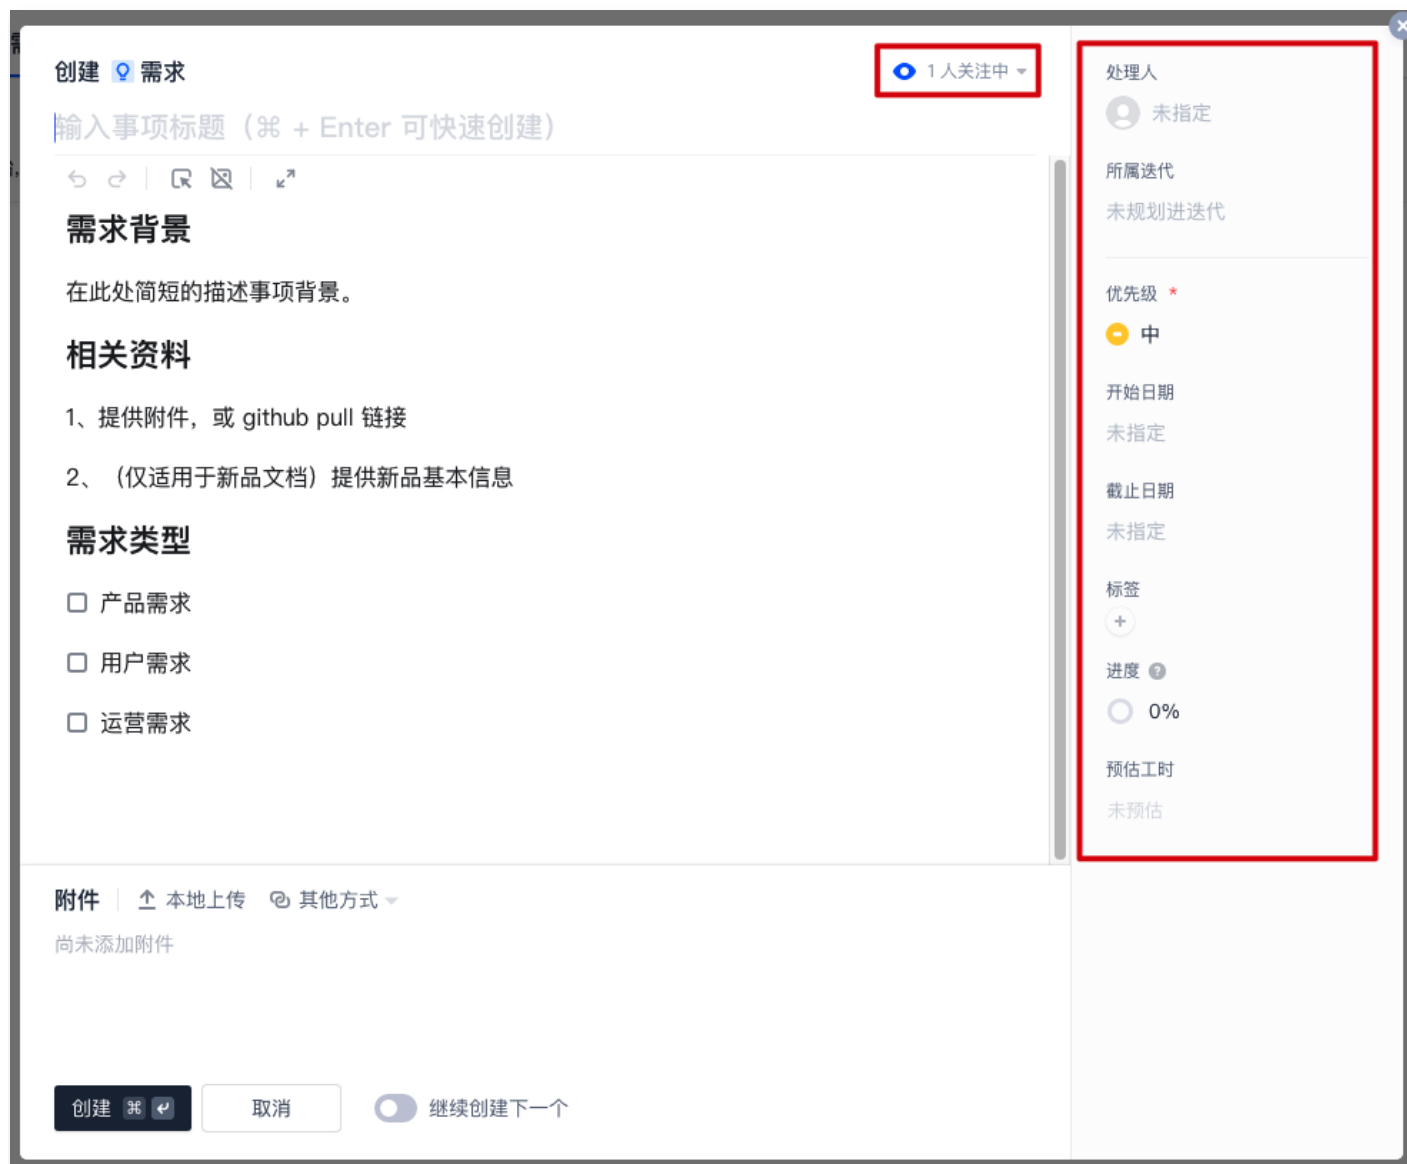 创建 需求
1 人关注中
输入事项标题（⌘ + Enter 可快速创建）
需求背景
在此处简短的描述事项背景。
相关资料
1、提供附件，或 github pull 链接
2、（仅适用于新品文档）提供新品基本信息
需求类型
产品需求
用户需求
运营需求
附件 本地上传 其他方式
尚未添加附件
创建 ⌘ ↵ 取消 继续创建下一个
处理人
未指定
所属迭代
未规划进迭代
优先级 *
中
开始日期
未指定
截止日期
未指定
标签
+
进度 ?
0%
预估工时
未预估